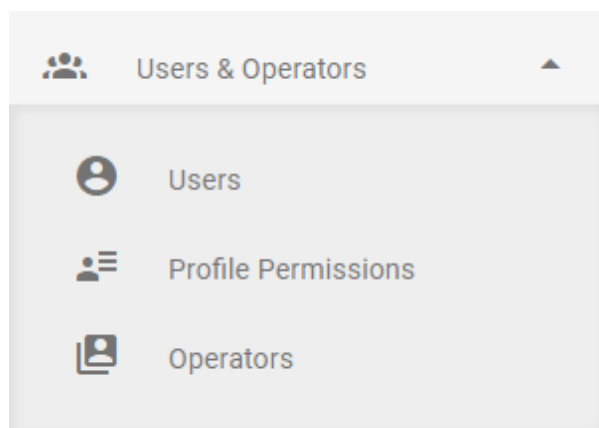 Users & Operators
Users
Profile Permissions
Operators